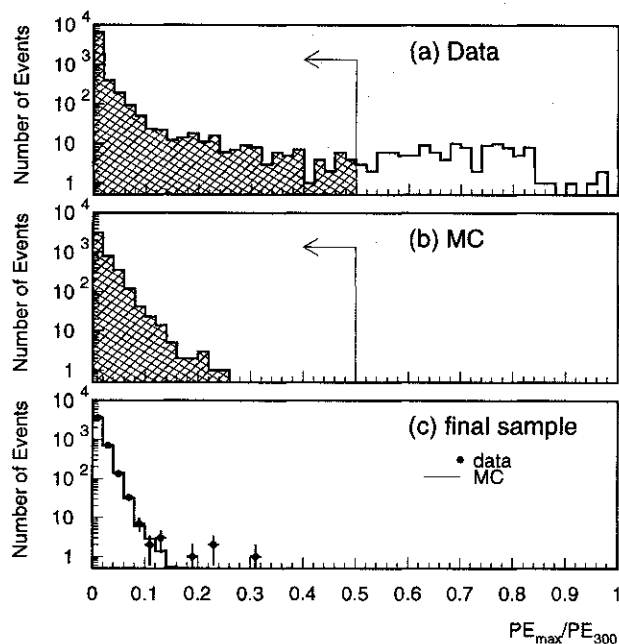 (a) Data
Number of Events
10^4
10^3
10^2
10
1
(b) MC
Number of Events
10^4
10^3
10^2
10
1
(c) final sample
data
MC
Number of Events
10^4
10^3
10^2
10
1
0 0.1 0.2 0.3 0.4 0.5 0.6 0.7 0.8 0.9 1
PE_max/PE_300